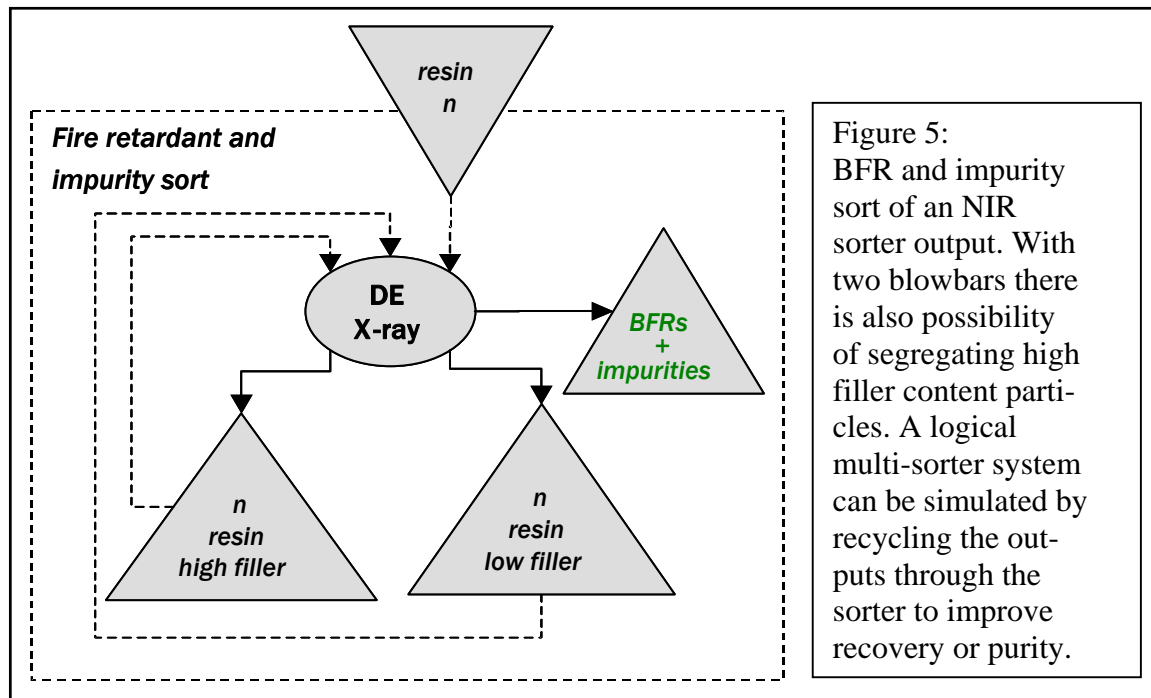 resin
n
Fire retardant and
impurity sort
DE
X-ray
BFRs
+
impurities
n
resin
high filler
n
resin
low filler
Figure 5:
BFR and impurity
sort of an NIR
sorter output. With
two blowbars there
is also possibility
of segregating high
filler content parti-
cles. A logical
multi-sorter system
can be simulated by
recycling the out-
puts through the
sorter to improve
recovery or purity.